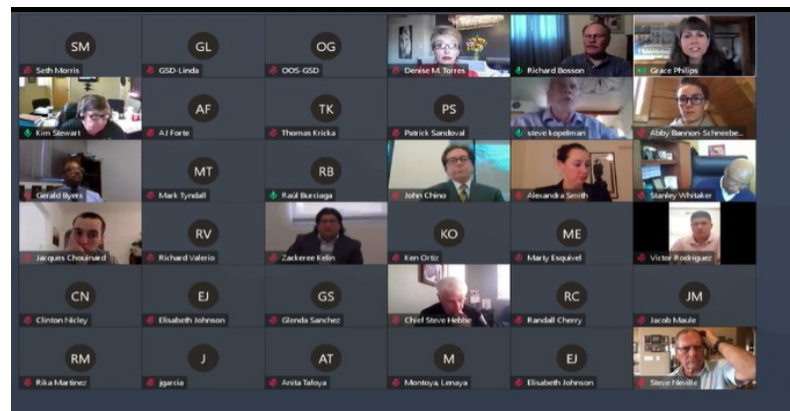 SM GL OG
Seth Morris GSD-Linda OOS-GSD Denise M. Torres Richard Bosson Grace Philips
AF TK PS
Kim Stewart AJ Forte Thomas Kricka Patrick Sandoval steve kopelman Abby Bannon-Schneebe...
MT RB
Gerald Byers Mark Tyndall Raúl Burciaga John Chino Alexandra Smith Stanley Whitaker
RV KO ME
Jacques Chouinard Richard Valerio Zackeree Kelin Ken Ortiz Marty Esquivel Victor Rodriguez
CN EJ GS RC JM
Clinton Nicley Elisabeth Johnson Glenda Sanchez Chief Steve Hebbe Randall Cherry Jacob Maule
RM J AT M EJ
Rika Martinez jgarcia Anita Tafoya Montoya, Lenaya Elisabeth Johnson Steve Neville